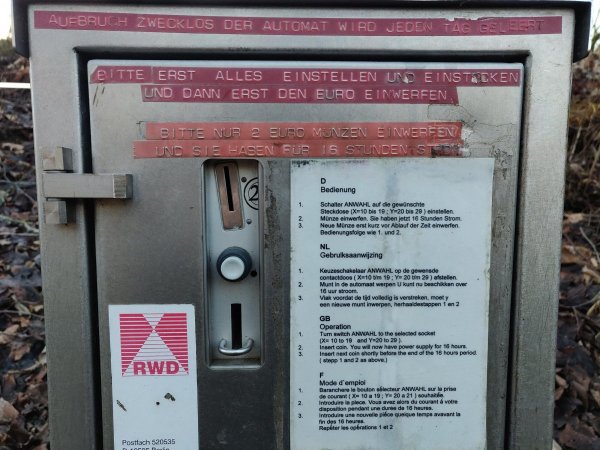 AUFBRUCH ZWECKLOS DER AUTOMAT WIRD JEDEN TAG GELEERT
BITTE ERST ALLES EINSTELLEN UND EINSTECKEN
UND DANN ERST DEN EURO EINWERFEN.
BITTE NUR 2 EURO MÜNZEN EINWERFEN
UND SIE HABEN FÜR 16 STUNDEN
2
D
Bedienung
1. Schalter ANWAHL auf die gewünschte
Steckdose (X=10 bis 19 ; Y=20 bis 29 ) einstellen.
2. Münze einwerfen. Sie haben jetzt 16 Stunden Strom.
3. Neue Münze erst kurz vor Ablauf der Zeit einwerfen.
Bedienungsfolge wie 1. und 2.
NL
Gebruiksaanwijzing
1. Keuzeschakelaar ANWAHL op de gewensde
contactdoos ( X=10 t/m 19 ; Y=20 t/m 29 ) afstellen.
2. Munt in de automaat werpen U kunt nu beschikken over
16 uur stroom.
3. Vlak voordat de tijd volledig is verstreken, moet y
een nieuwe munt inwerpen, herhaaldestappen 1 en 2
GB
Operation
1. Turn switch ANWAHL to the selected socket
(X= 10 to 19 and Y=20 to 29).
2. Insert coin. You will now have power supply for 16 hours.
3. Insert next coin shortly before the end of the 16 hours period.
( stepp 1 and 2 as above.)
F
Mode d´emploi
1. Baranchere le bouton sélecteur ANWAHL sur la prise
de courant ( X= 10 a 19 ; Y= 20 a 21 ) souhaitée.
2. Introduire la piece. Vous avez alors du courant à votre
disposition pendant une dures de 16 heures.
3. Introduire une nouvelle pièce quelque temps avavant la
fin des 16 heures.
Repéter les opérations 1 et 2
RWD
Postfach 520535